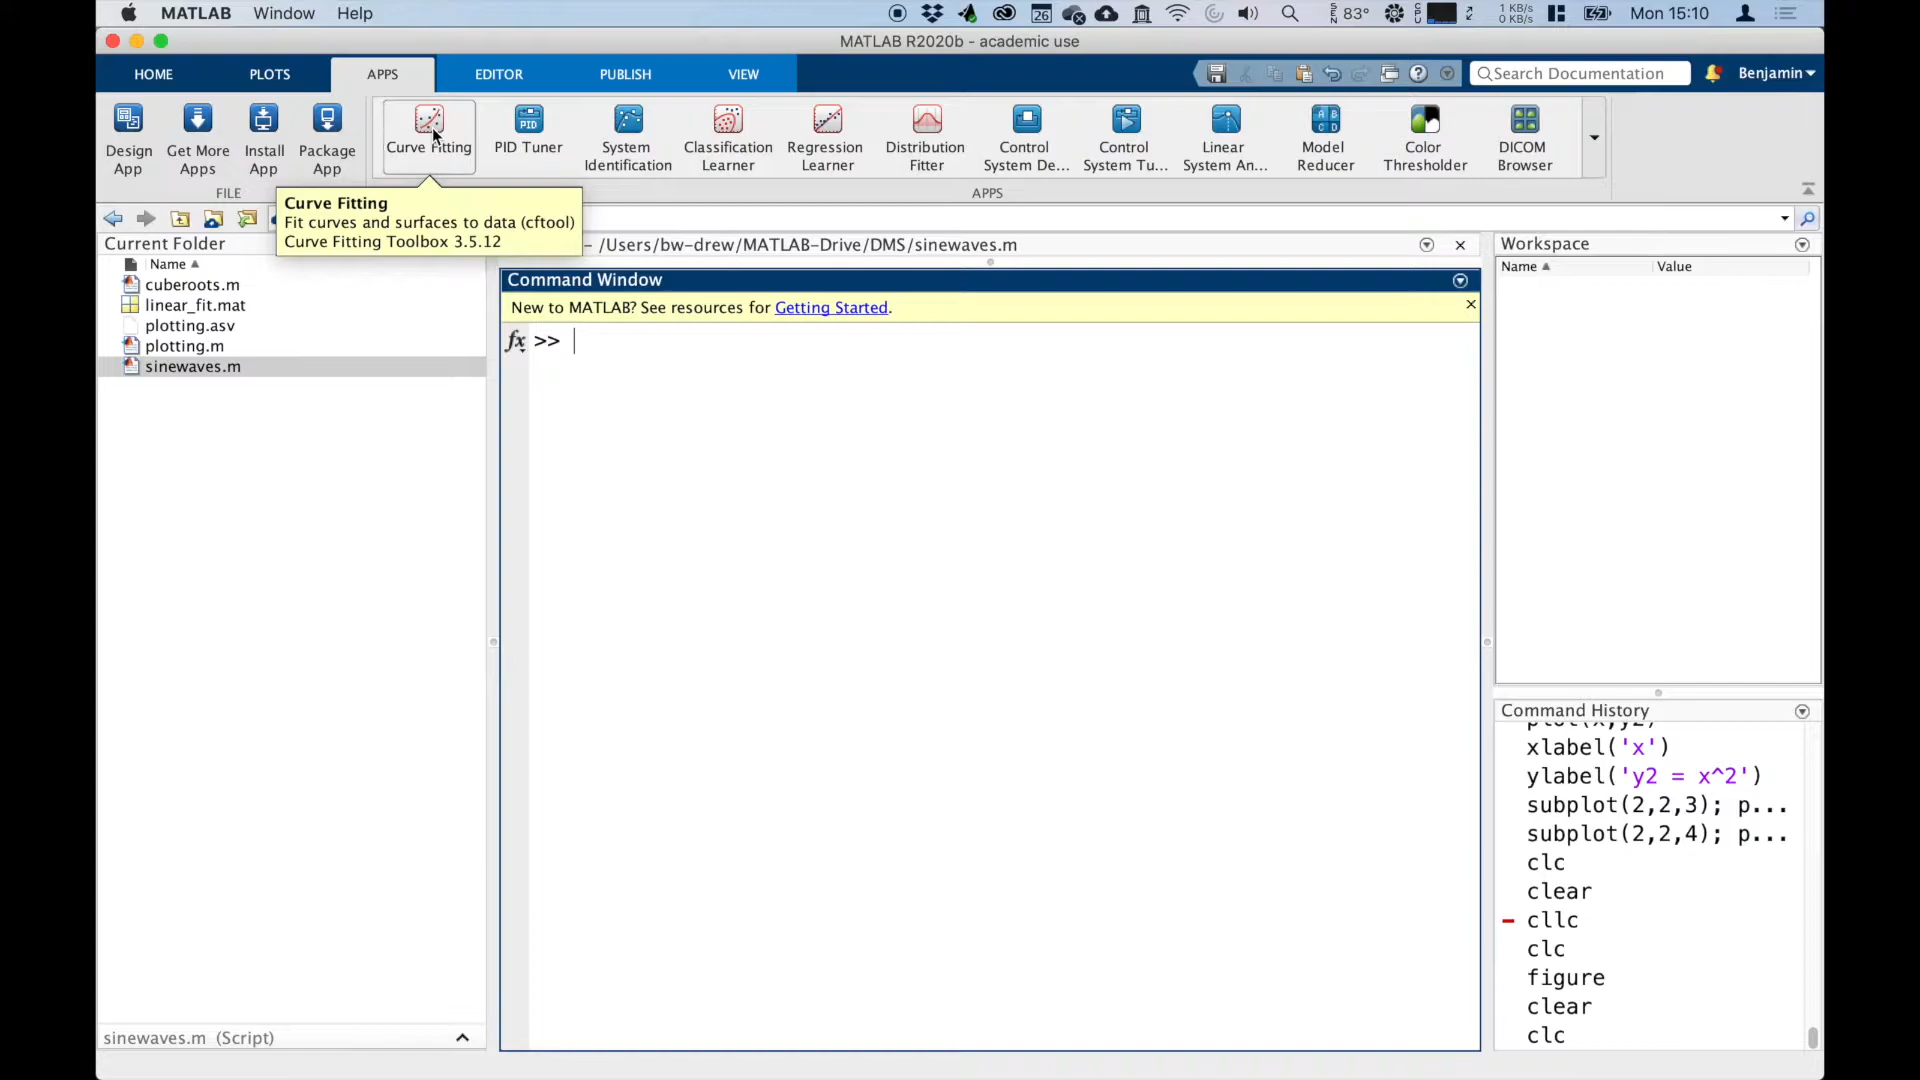 MATLAB Window Help
26
SEN 83°
CPU
1 KB/s
0 KB/s
Mon 15:10
MATLAB R2020b - academic use
HOME PLOTS APPS EDITOR PUBLISH VIEW
Search Documentation
Benjamin
Design App
Get More Apps
Install App
Package App
Curve Fitting
PID
PID Tuner
System Identification
Classification Learner
Regression Learner
Distribution Fitter
Control System De...
Control System Tu...
Linear System An...
A B
C D
Model Reducer
Color Thresholder
DICOM Browser
FILE
APPS
Curve Fitting
Fit curves and surfaces to data (cftool)
Curve Fitting Toolbox 3.5.12
Current Folder
Name
cuberoots.m
linear_fit.mat
plotting.asv
plotting.m
sinewaves.m
sinewaves.m (Script)
– /Users/bw-drew/MATLAB-Drive/DMS/sinewaves.m
Command Window
New to MATLAB? See resources for Getting Started.
fx >>
Workspace
Name Value
Command History
plot(x,y2)
xlabel('x')
ylabel('y2 = x^2')
subplot(2,2,3); p...
subplot(2,2,4); p...
clc
clear
cllc
clc
figure
clear
clc